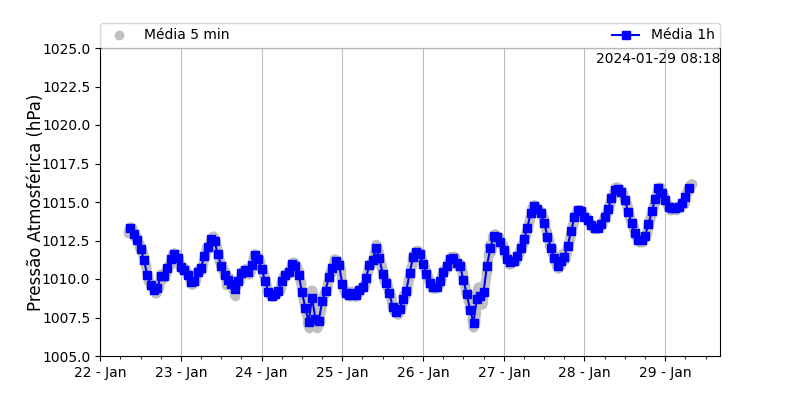 Média 5 min
Média 1h
2024-01-29 08:18
Pressão Atmosférica (hPa)
1025.0
1022.5
1020.0
1017.5
1015.0
1012.5
1010.0
1007.5
1005.0
22 - Jan
23 - Jan
24 - Jan
25 - Jan
26 - Jan
27 - Jan
28 - Jan
29 - Jan